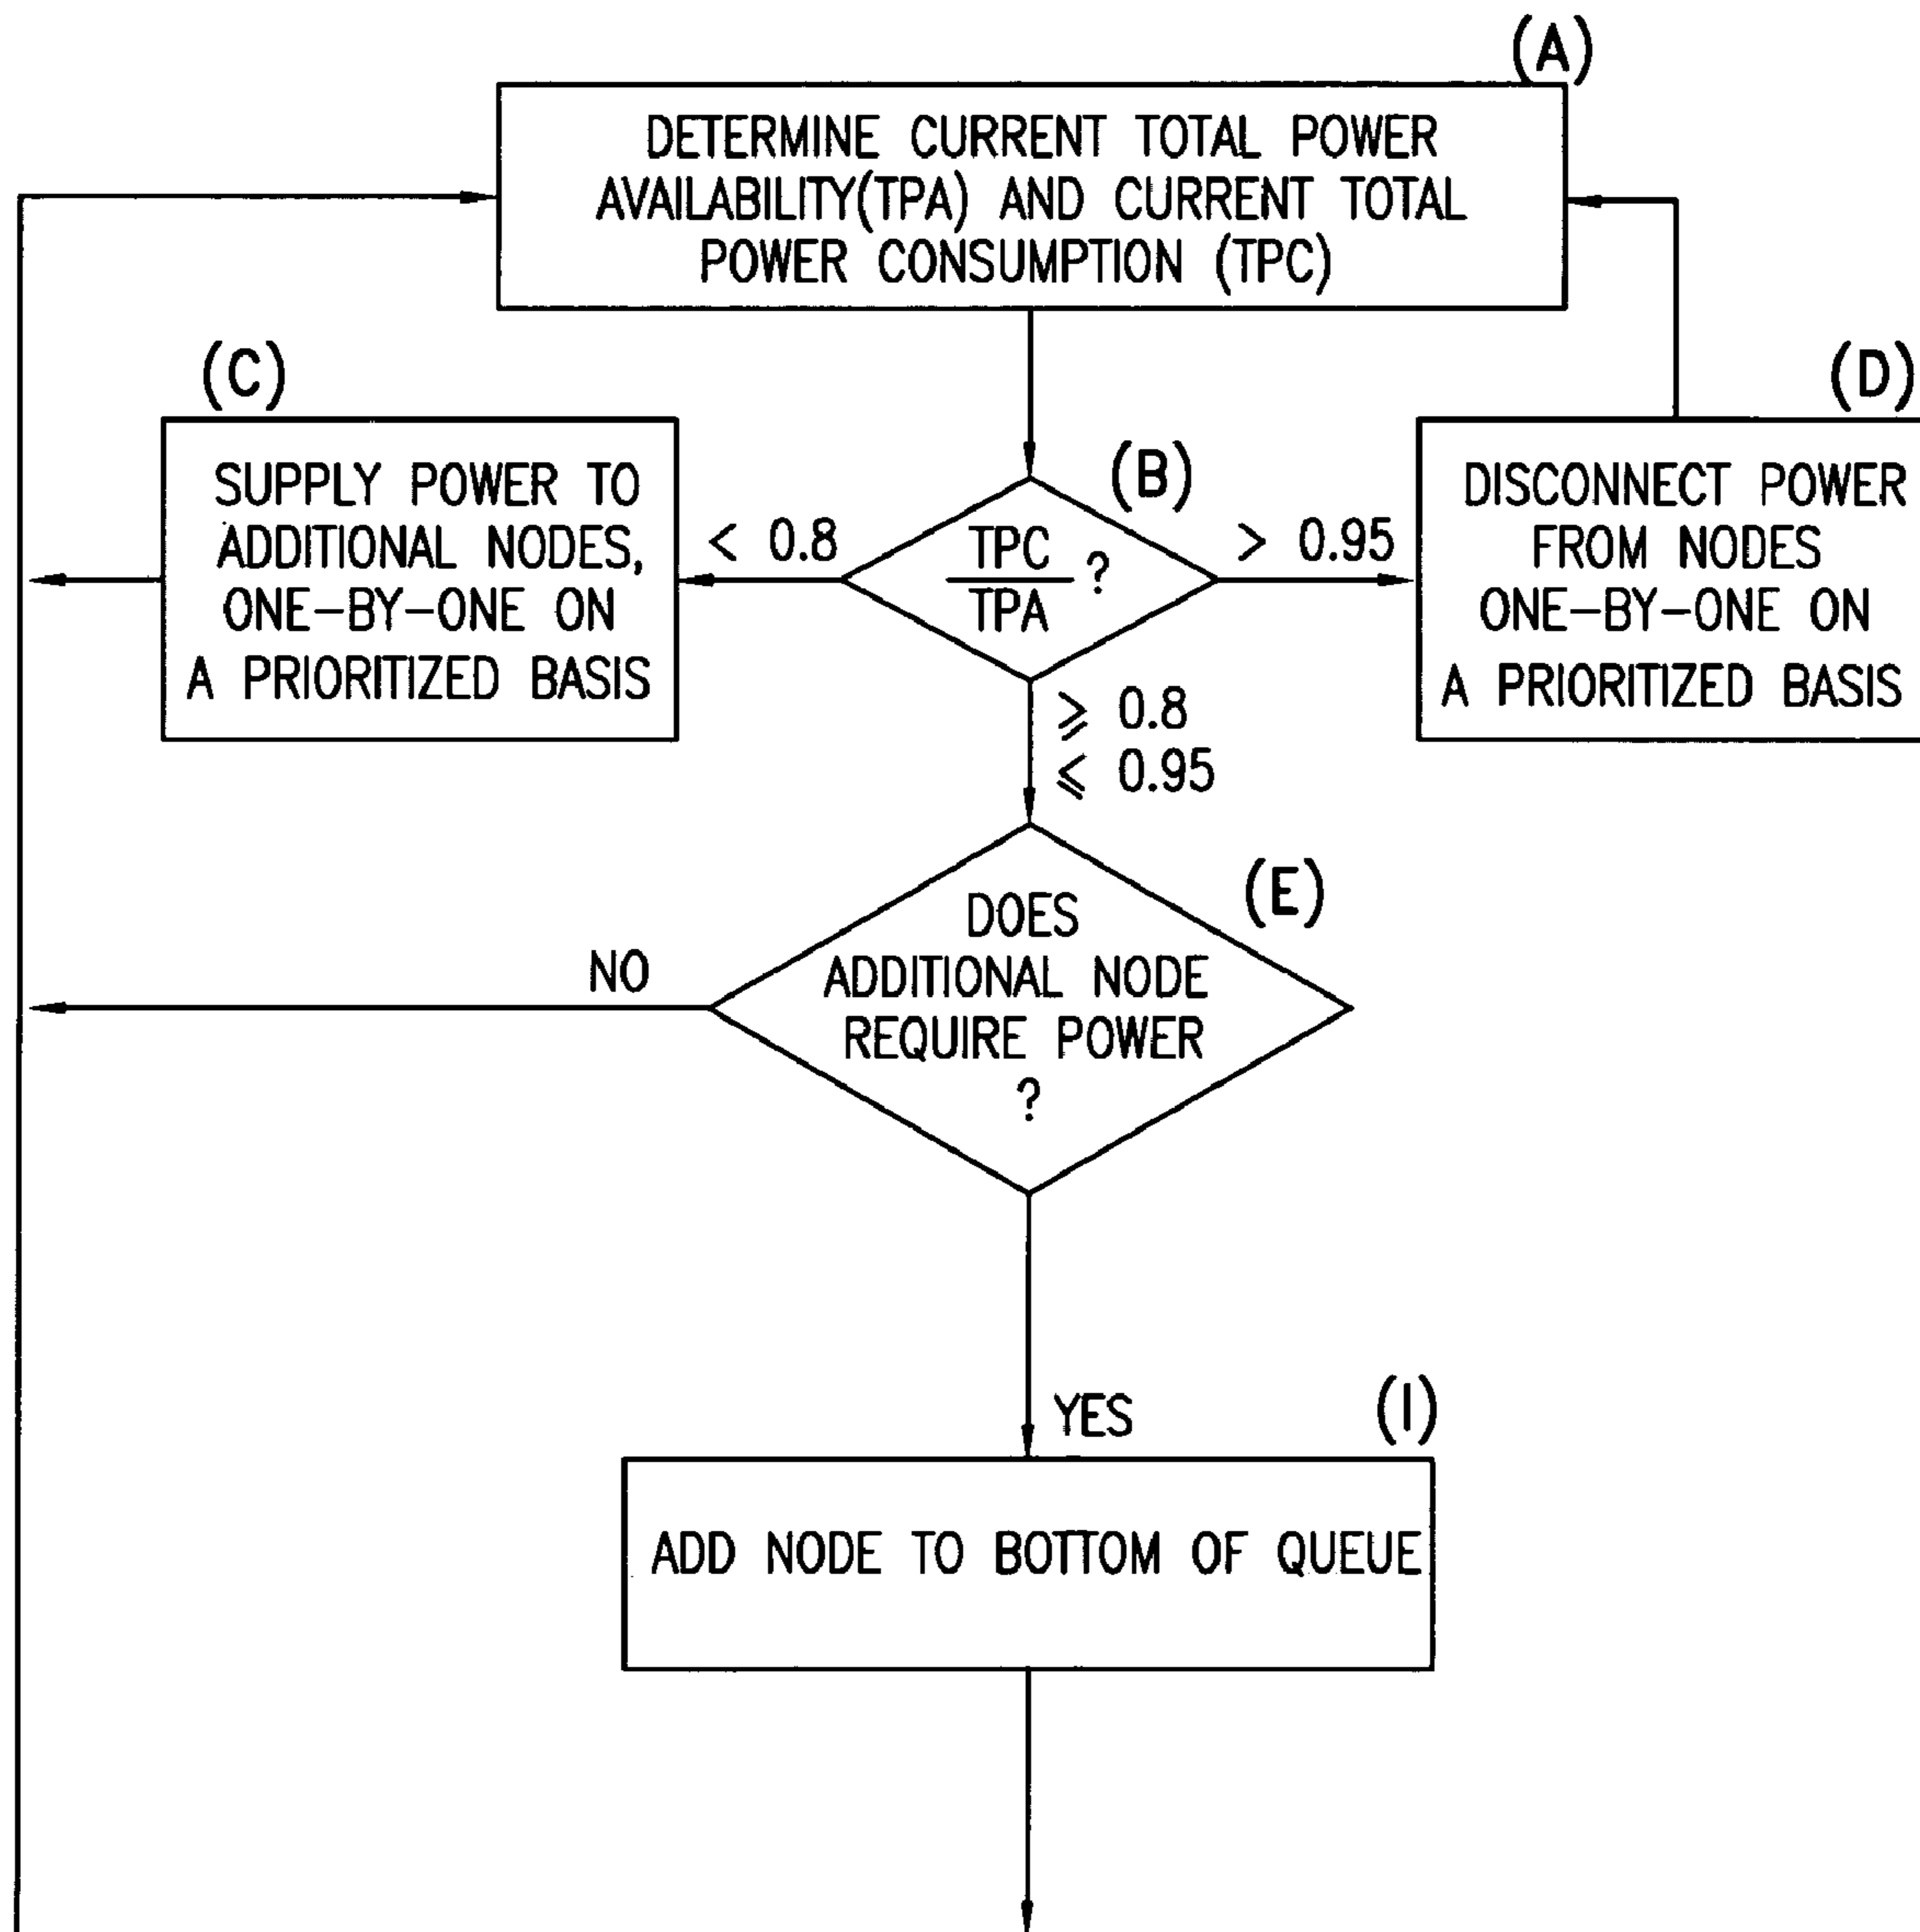 (A)
DETERMINE CURRENT TOTAL POWER
AVAILABILITY(TPA) AND CURRENT TOTAL
POWER CONSUMPTION (TPC)
(C)
SUPPLY POWER TO
ADDITIONAL NODES,
ONE-BY-ONE ON
A PRIORITIZED BASIS
< 0.8
(B)
TPC
TPA
?
> 0.95
(D)
DISCONNECT POWER
FROM NODES
ONE-BY-ONE ON
A PRIORITIZED BASIS
⩾ 0.8
⩽ 0.95
(E)
DOES
ADDITIONAL NODE
REQUIRE POWER
?
NO
YES
(I)
ADD NODE TO BOTTOM OF QUEUE